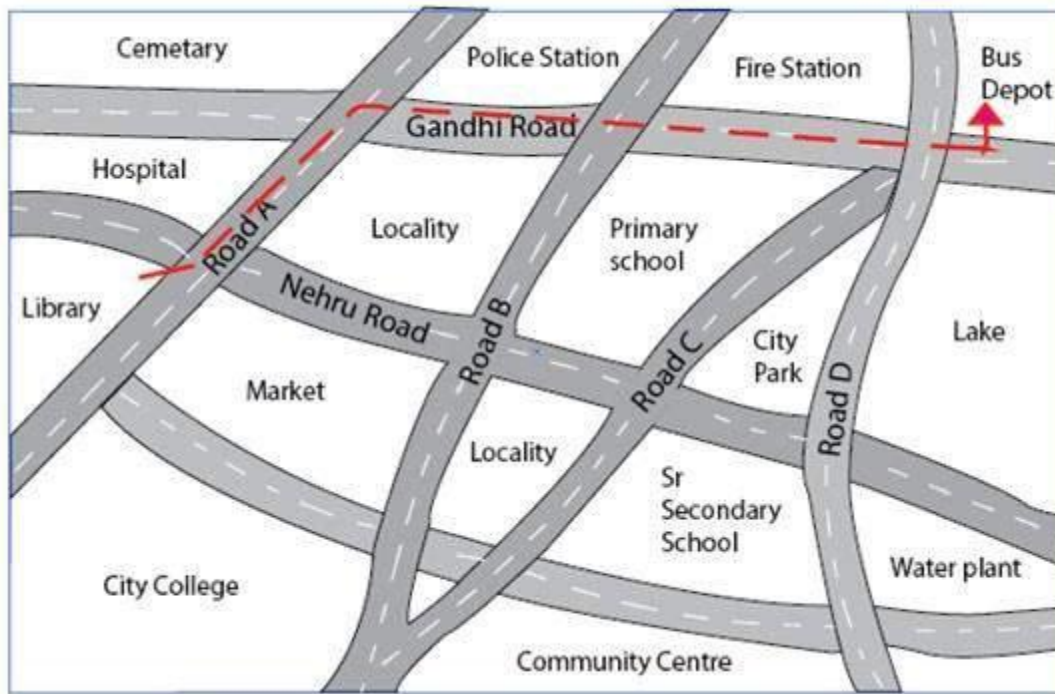 Cemetary
Police Station
Fire Station
Bus
Depot
Gandhi Road
Hospital
Road A
Locality
Primary
school
Library
Nehru Road
Road B
Road C
City
Park
Lake
Market
Road D
Locality
Sr
Secondary
School
City College
Water plant
Community Centre